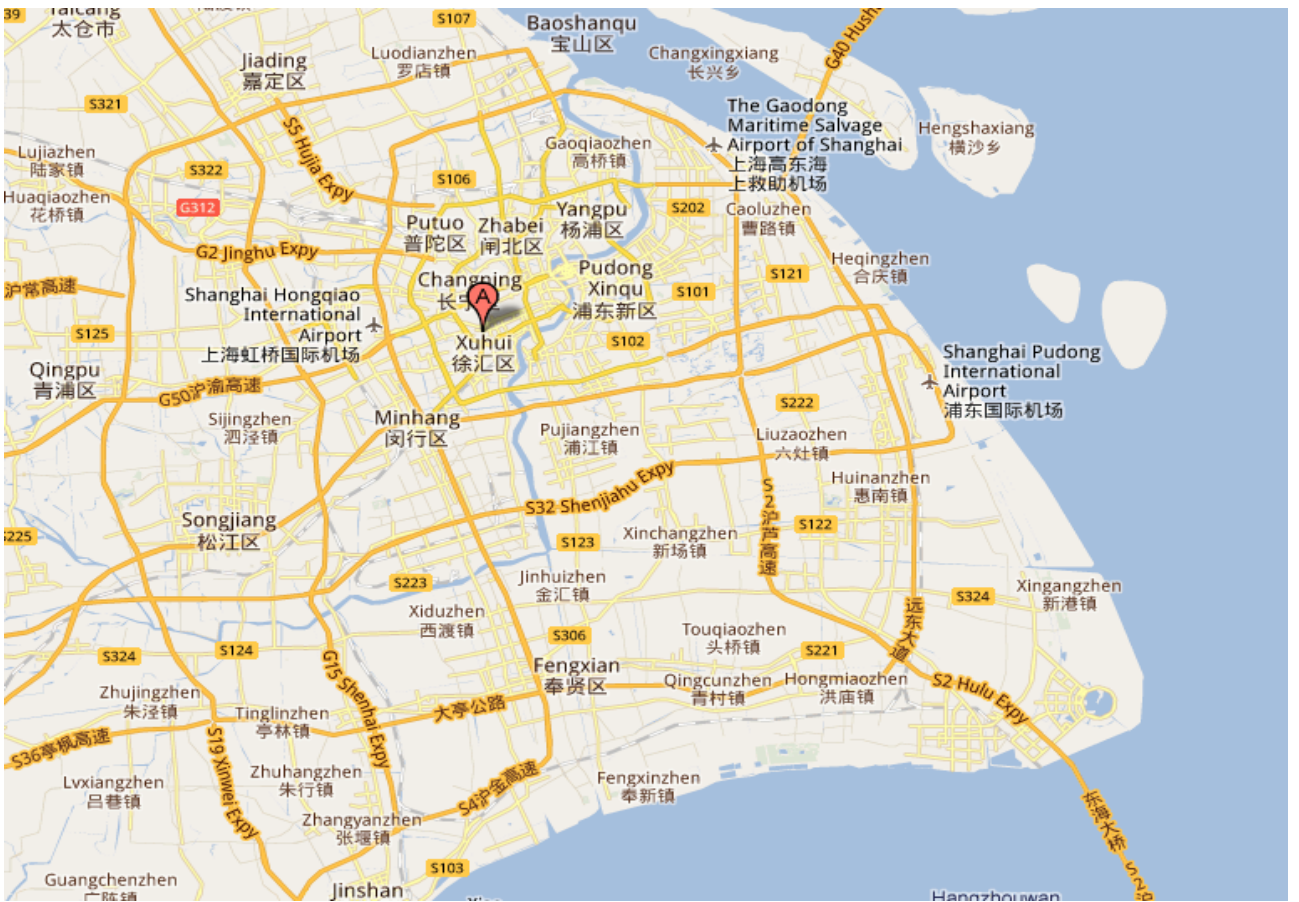 39
Taicang
太仓市
S107
Baoshanqu
宝山区
Luodianzhen
罗店镇
Changxingxiang
长兴乡
G40 Hush
Jiading
嘉定区
S321
S5 Hujia Expy
The Gaodong
Maritime Salvage
Airport of Shanghai
上海高东海
上救助机场
Hengshaxiang
横沙乡
Lujiazhen
陆家镇
S322
S106
Gaoqiaozhen
高桥镇
Huaqiaozhen
花桥镇
G312
Putuo
普陀区
Zhabei
闸北区
Yangpu
杨浦区
S202
Caoluzhen
曹路镇
G2 Jinghu Expy
Heqingzhen
合庆镇
沪常高速
Changning
长宁
A
Pudong
Xinqu
浦东新区
S121
S101
Shanghai Hongqiao
International
Airport
上海虹桥国际机场
S125
Xuhui
徐汇区
S102
Shanghai Pudong
International
Airport
浦东国际机场
Qingpu
青浦区
G50沪渝高速
Sijingzhen
泗泾镇
Minhang
闵行区
Pujiangzhen
浦江镇
S222
Liuzaozhen
六灶镇
Huinanzhen
惠南镇
S32 Shenjiahu Expy
S2沪芦高速
Songjiang
松江区
S225
S122
Xinchangzhen
新场镇
S123
Jinhuizhen
金汇镇
S223
Xiduzhen
西渡镇
S324
Xingangzhen
新港镇
远东大道
S306
Touqiaozhen
头桥镇
S221
S124
S324
Fengxian
奉贤区
Qingcunzhen
青村镇
Hongmiaozhen
洪庙镇
S2 Hulu Expy
G15 Shenhai Expy
Zhujingzhen
朱泾镇
Tinglinzhen
亭林镇
大亭公路
S36亭枫高速
S19 Xinwei Expy
Lvxiangzhen
吕巷镇
Zhuhangzhen
朱行镇
S4沪金高速
Fengxinzhen
奉新镇
Zhangyanzhen
张堰镇
东海大桥
S103
S2沪
Guangchenzhen
广陈镇
Jinshan
Hangzhouwan